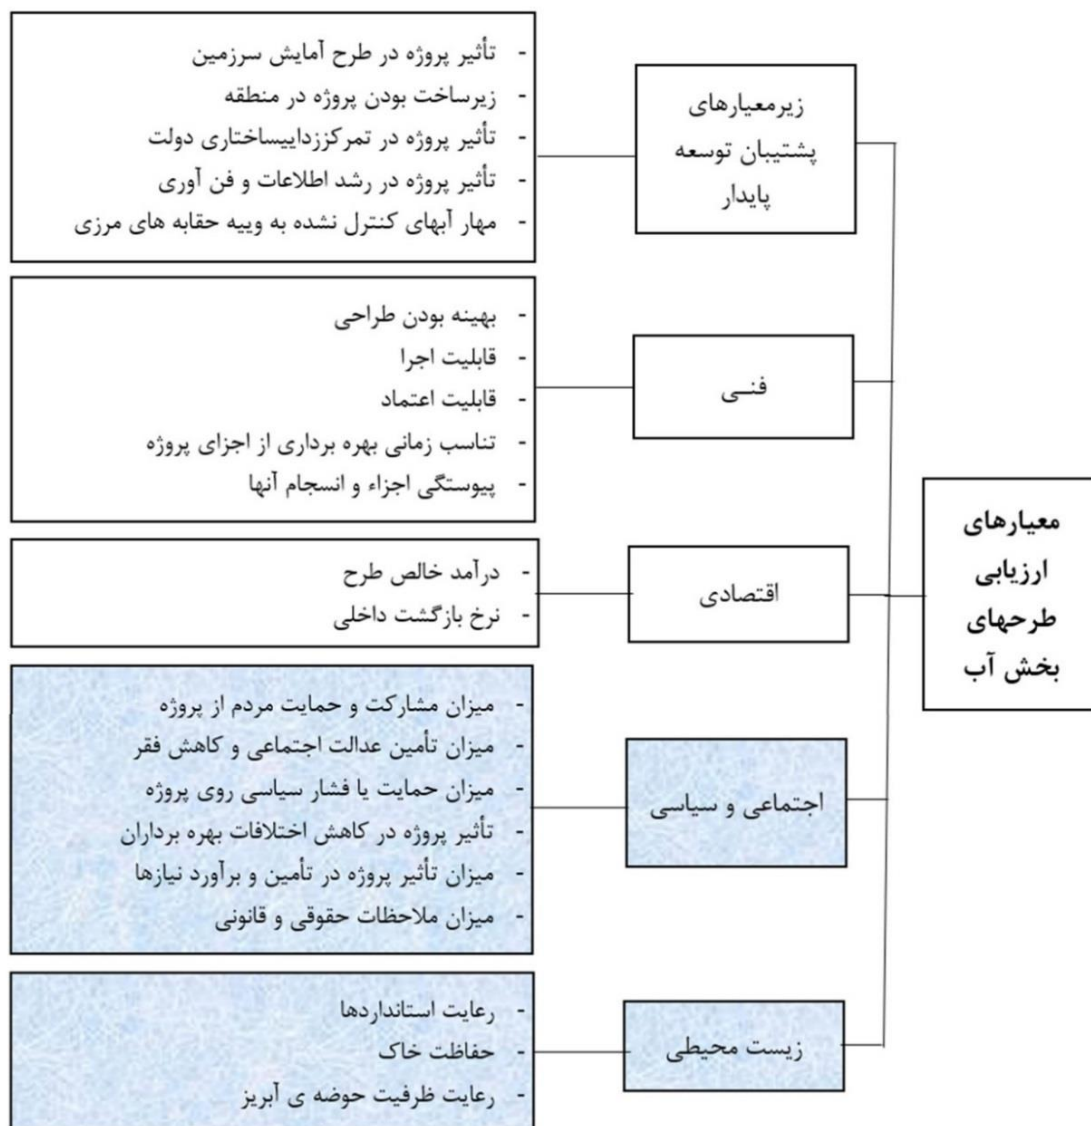 معیارهای
ارزیابی
طرحهای
بخش آب
زیرمعیارهای
پشتیبان توسعه
پایدار
- تأثیر پروژه در طرح آمایش سرزمین
- زیرساخت بودن پروژه در منطقه
- تأثیر پروژه در تمرکززداییساختاری دولت
- تأثیر پروژه در رشد اطلاعات و فن آوری
- مهار آبهای کنترل نشده به وییه حقابه های مرزی
فنـی
- بهینه بودن طراحی
- قابلیت اجرا
- قابلیت اعتماد
- تناسب زمانی بهره برداری از اجزای پروژه
- پیوستگی اجزاء و انسجام آنها
اقتصادی
- درآمد خالص طرح
- نرخ بازگشت داخلی
اجتماعی و سیاسی
- میزان مشارکت و حمایت مردم از پروژه
- میزان تأمین عدالت اجتماعی و کاهش فقر
- میزان حمایت یا فشار سیاسی روی پروژه
- تأثیر پروژه در کاهش اختلافات بهره برداران
- میزان تأثیر پروژه در تأمین و برآورد نیازها
- میزان ملاحظات حقوقی و قانونی
زیست محیطی
- رعایت استانداردها
- حفاظت خاک
- رعایت ظرفیت حوضه ی آبریز